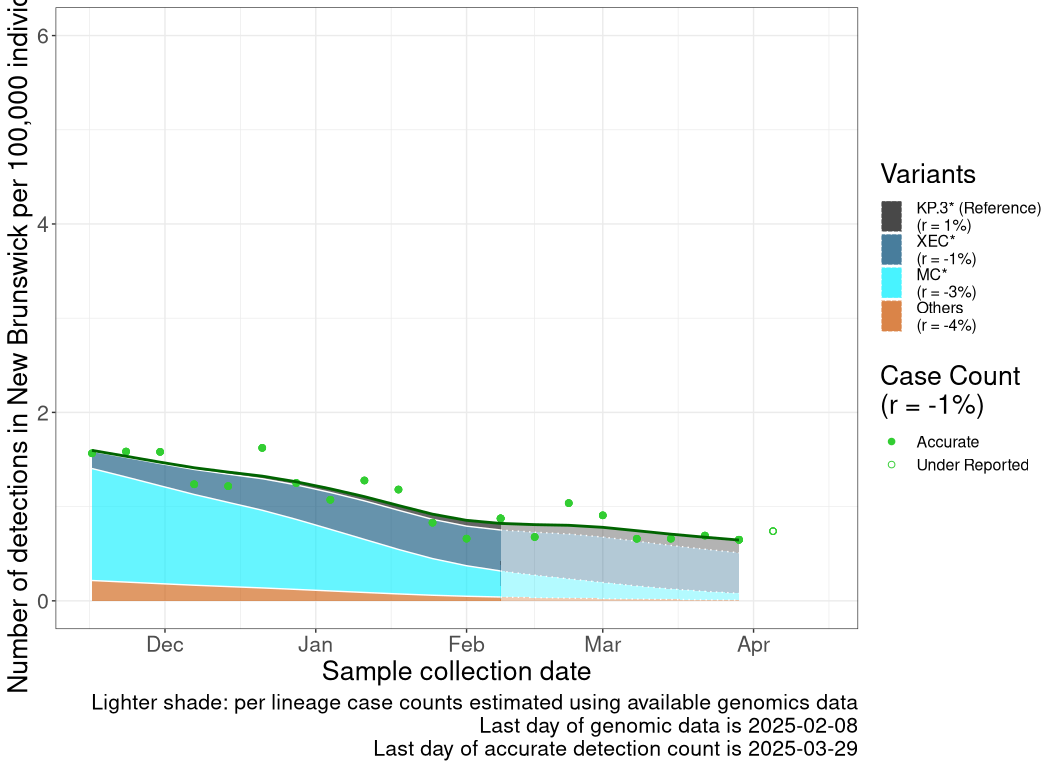 Number of detections in New Brunswick per 100,000
6
4
2
0
Dec Jan Feb Mar Apr
Sample collection date
Lighter shade: per lineage case counts estimated using available genomics data
Last day of genomic data is 2025-02-08
Last day of accurate detection count is 2025-03-29
Variants
KP.3* (Reference)
(r = 1%)
XEC*
(r = -1%)
MC*
(r = -3%)
Others
(r = -4%)
Case Count
(r = -1%)
Accurate
Under Reported